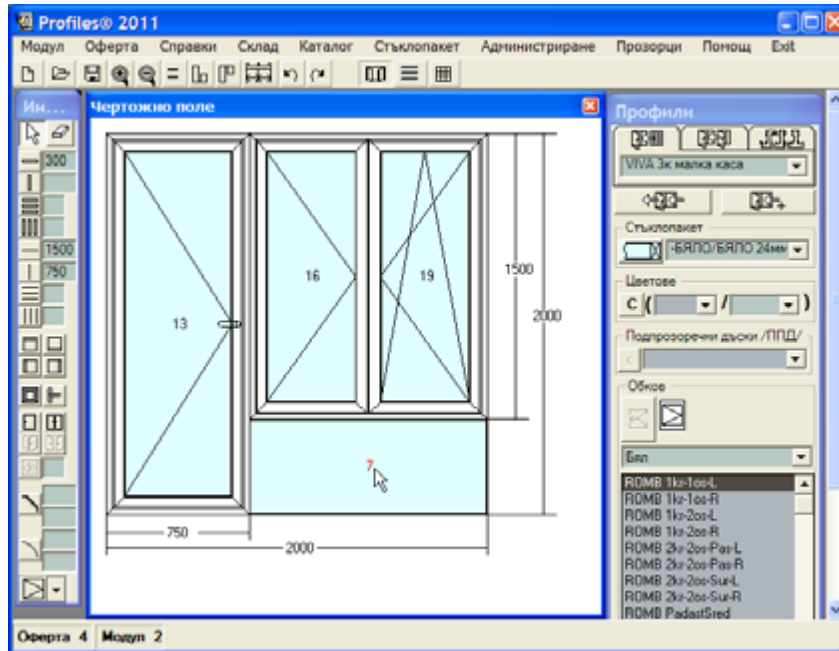 Profiles® 2011
Модул Оферта Справки Склад Каталог Стъклопакет Администриране Прозорци Помощ Exit
Ин...
Чертожно поле
Профили
300
1500
750
VIVA 3к малка каса
Стъклопакет
-БЯЛО/БЯЛО 24мм
Цветове
C ( / )
Подпрозоречни дъски /ППД/
Обков
Бял
ROMB 1kr-1os-L
ROMB 1kr-1os-R
ROMB 1kr-2os-L
ROMB 1kr-2os-R
ROMB 2kr-2os-Pas-L
ROMB 2kr-2os-Pas-R
ROMB 2kr-2os-Sur-L
ROMB 2kr-2os-Sur-R
ROMB PadastSred
13
16
19
7
1500
2000
750
2000
Оферта 4 Модул 2